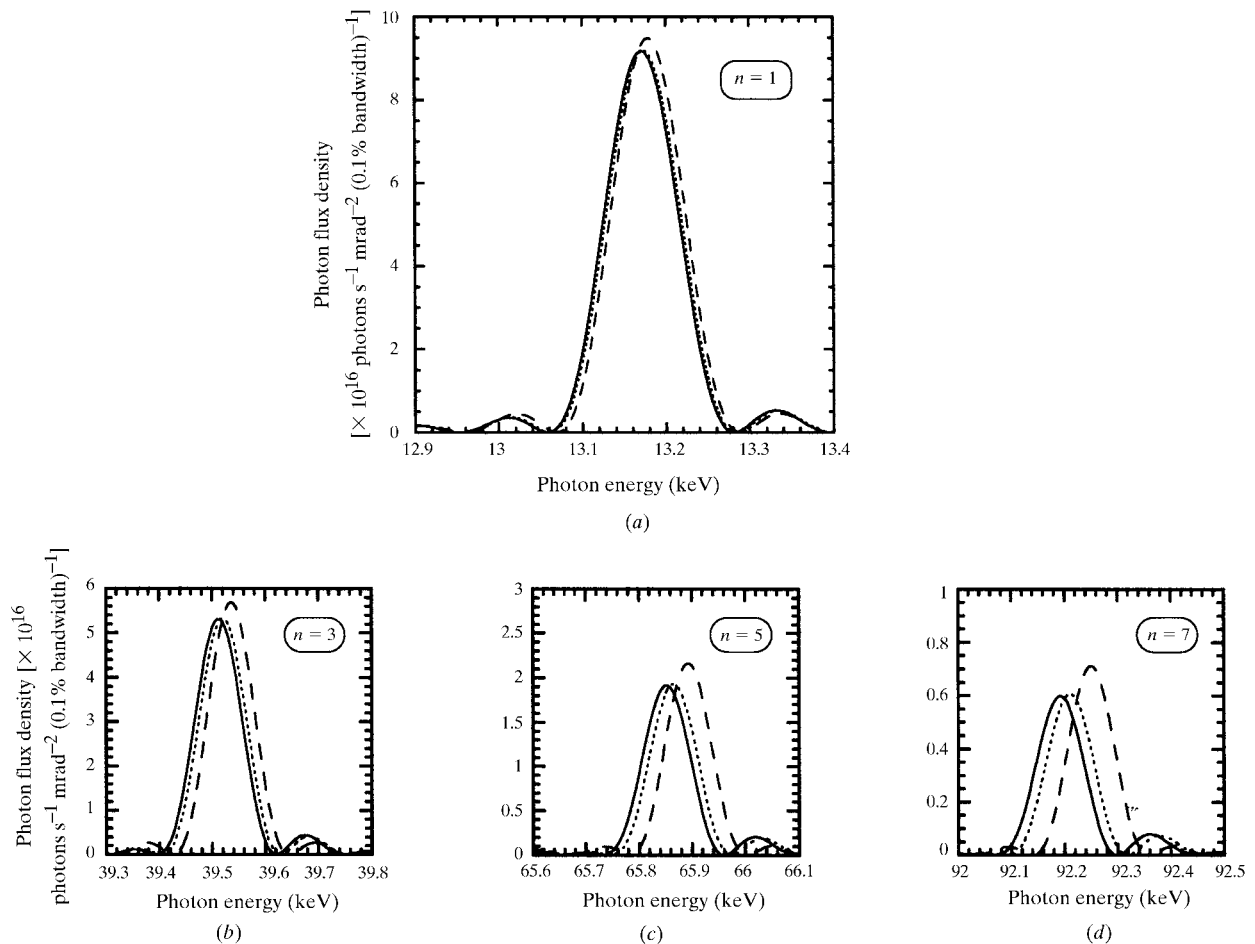 Photon flux density
[× 10¹⁶ photons s⁻¹ mrad⁻² (0.1% bandwidth)⁻¹]
10
8
6
4
2
0
n = 1
12.9 13 13.1 13.2 13.3 13.4
Photon energy (keV)
(a)
Photon flux density [× 10¹⁶
photons s⁻¹ mrad⁻² (0.1% bandwidth)⁻¹]
6
5
4
3
2
1
0
n = 3
39.3 39.4 39.5 39.6 39.7 39.8
Photon energy (keV)
(b)
3
2.5
2
1.5
1
0.5
0
n = 5
65.6 65.7 65.8 65.9 66 66.1
Photon energy (keV)
(c)
1
0.8
0.6
0.4
0.2
0
n = 7
92 92.1 92.2 92.3 92.4 92.5
Photon energy (keV)
(d)